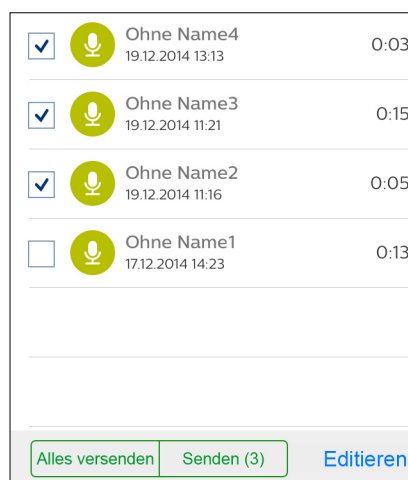 Ohne Name4
0:03
19.12.2014 13:13
Ohne Name3
0:15
19.12.2014 11:21
Ohne Name2
0:05
19.12.2014 11:16
Ohne Name1
0:13
17.12.2014 14:23
Alles versenden
Senden (3)
Editieren